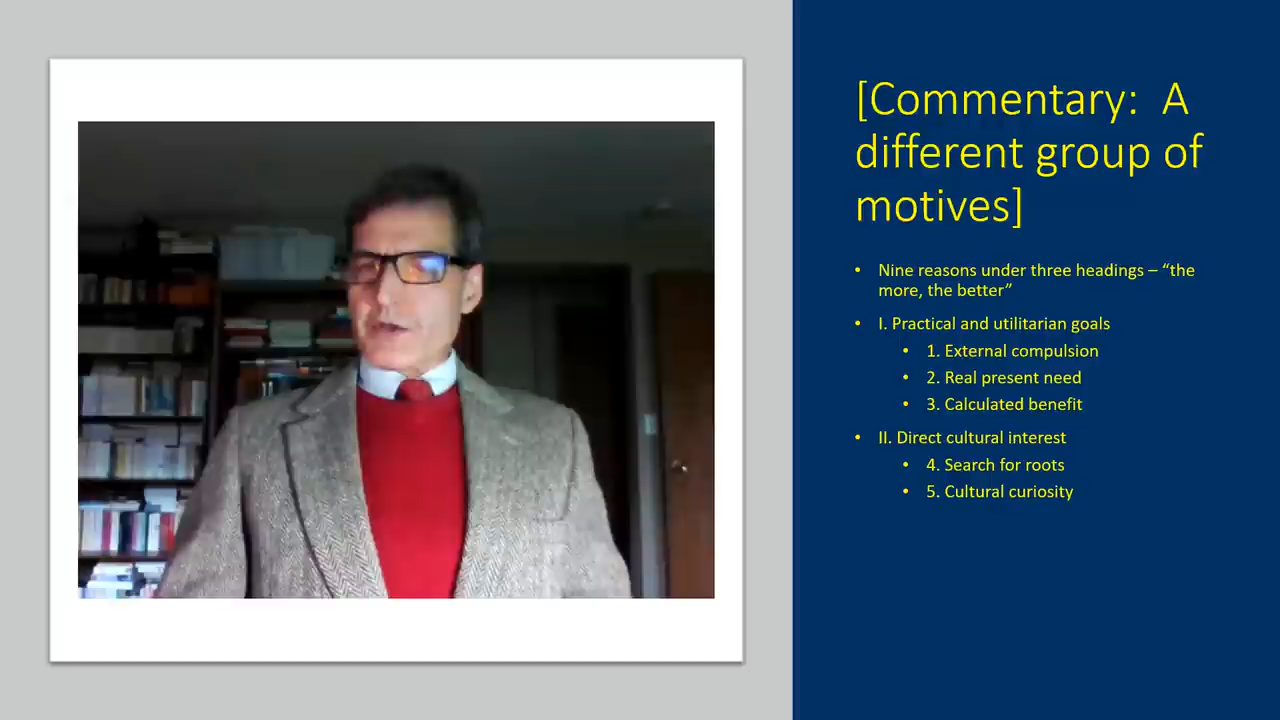 [Commentary:  A
different group of
motives]
• Nine reasons under three headings – “the
more, the better”
• I. Practical and utilitarian goals
• 1. External compulsion
• 2. Real present need
• 3. Calculated benefit
• II. Direct cultural interest
• 4. Search for roots
• 5. Cultural curiosity